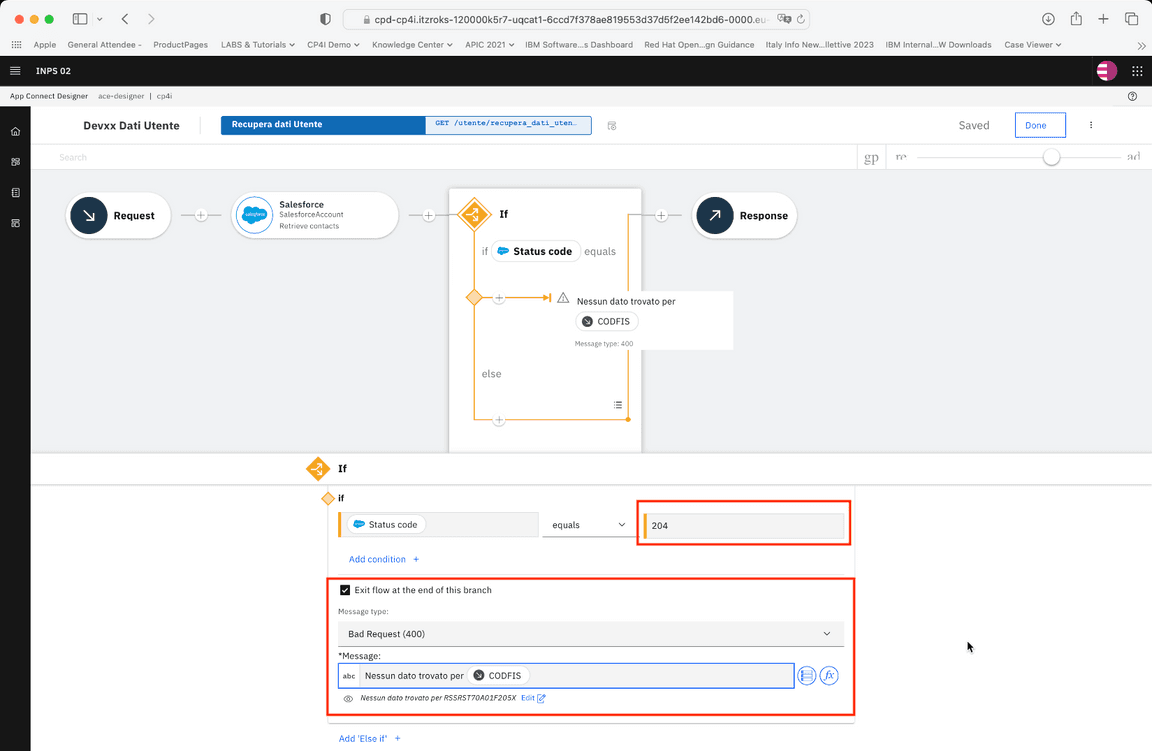 cpd-cp4i.itzroks-120000k5r7-uqcat1-6ccd7f378ae819553d37d5f2ee142bd6-0000.eu-
Apple General Attendee - ProductPages LABS & Tutorials CP4I Demo Knowledge Center APIC 2021 IBM Software...s Dashboard Red Hat Open...gn Guidance Italy Info New...llettive 2023 IBM Internal...W Downloads Case Viewer
INPS 02
App Connect Designer ace-designer | cp4i
Devxx Dati Utente Recupera dati Utente GET /utente/recupera_dati_uten... Saved Done
Search gp re ad
Request
Salesforce
SalesforceAccount
Retrieve contacts
If
Response
if Status code equals
Nessun dato trovato per
CODFIS
Message type: 400
else
If
if
Status code equals 204
Add condition +
Exit flow at the end of this branch
Message type:
Bad Request (400)
*Message:
abc Nessun dato trovato per CODFIS fx
Nessun dato trovato per RSSRST70A01F205X Edit
Add 'Else if' +